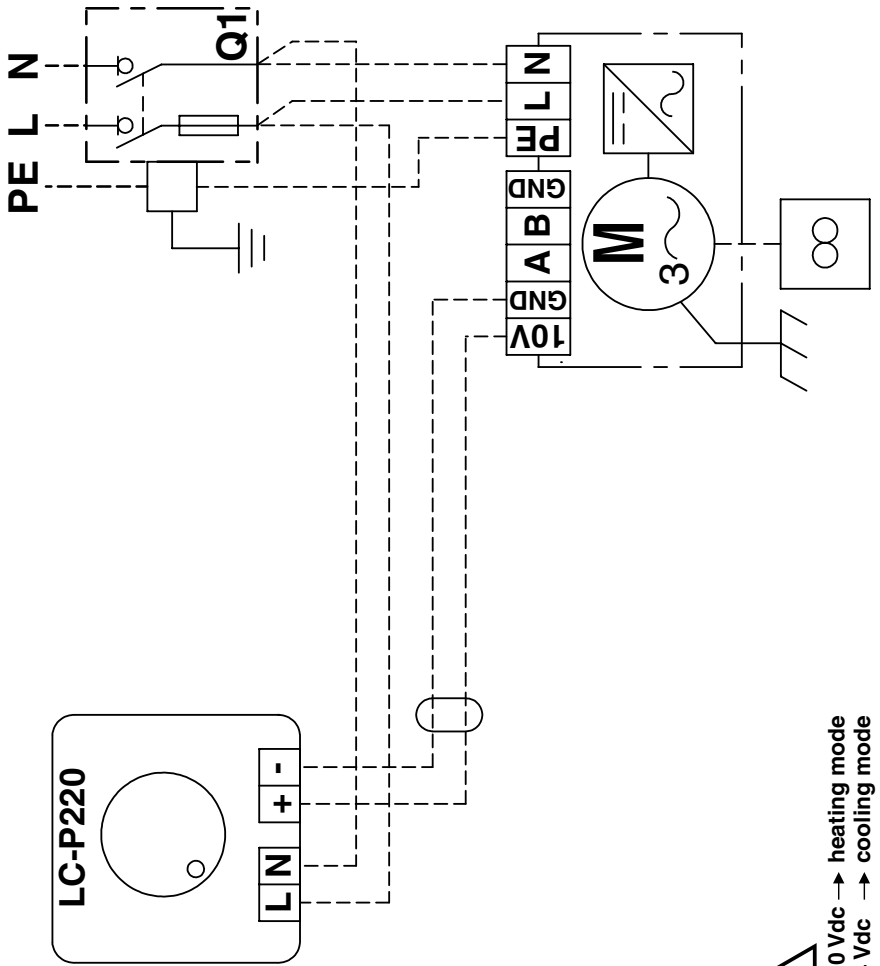 PE L N
Q1
LC-P220
L N + -
10V GND A B GND PE L N
M
3
0 Vdc → heating mode
Vdc → cooling mode